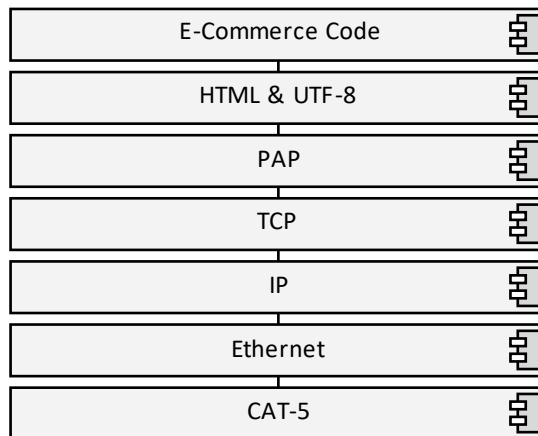 E-Commerce Code
HTML & UTF-8
PAP
TCP
IP
Ethernet
CAT-5